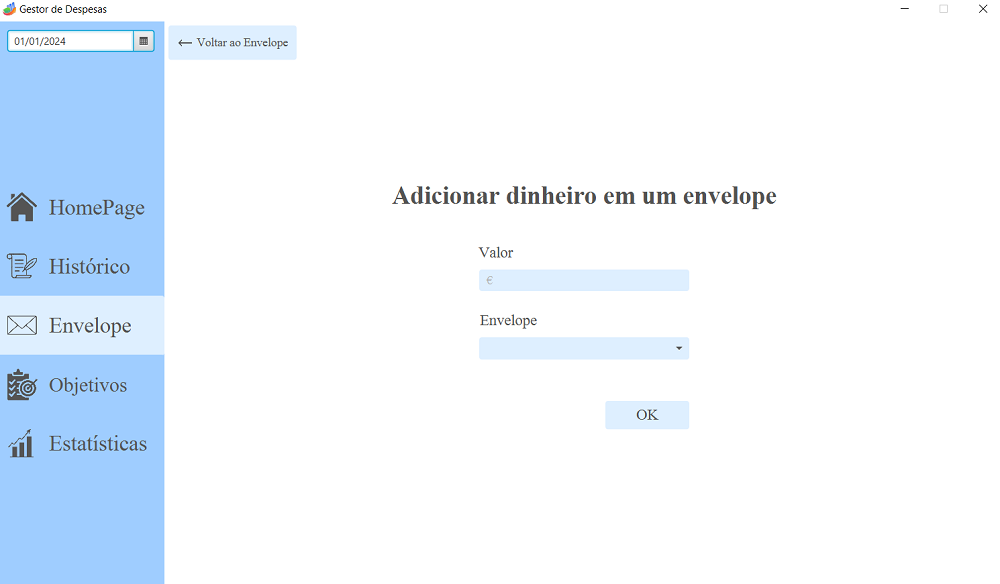 Gestor de Despesas
01/01/2024
Voltar ao Envelope
HomePage
Histórico
Envelope
Objetivos
Estatísticas
Adicionar dinheiro em um envelope
Valor
€
Envelope
OK